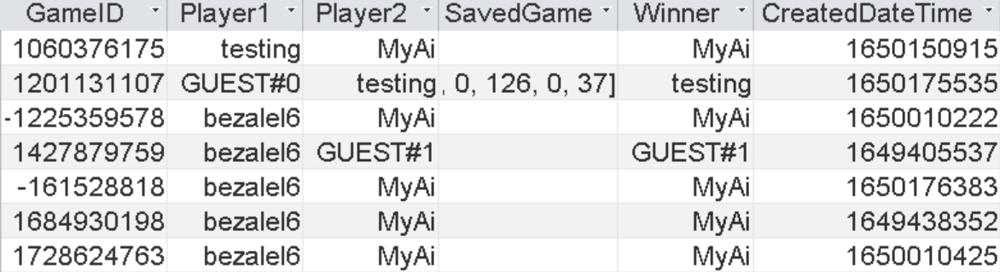 GameID Player1 Player2 SavedGame Winner CreatedDateTime
1060376175 testing MyAi MyAi 1650150915
1201131107 GUEST#0 testing , 0, 126, 0, 37] testing 1650175535
-1225359578 bezalel6 MyAi MyAi 1650010222
1427879759 bezalel6 GUEST#1 GUEST#1 1649405537
-161528818 bezalel6 MyAi MyAi 1650176383
1684930198 bezalel6 MyAi MyAi 1649438352
1728624763 bezalel6 MyAi MyAi 1650010425